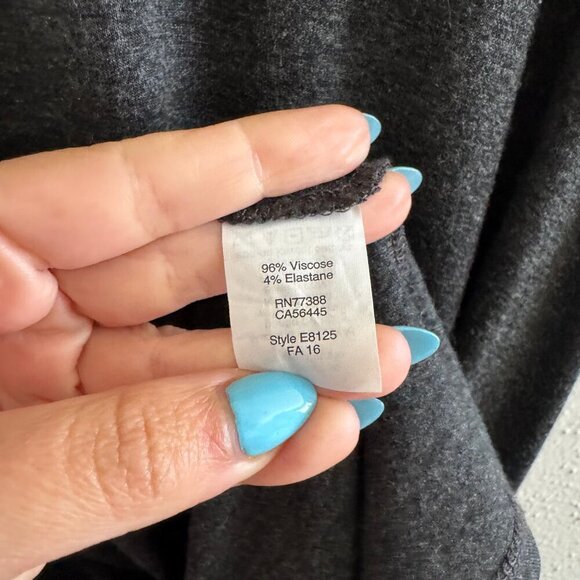 96% Viscose
4% Elastane
RN77388
CA56445
Style E8125
FA 16